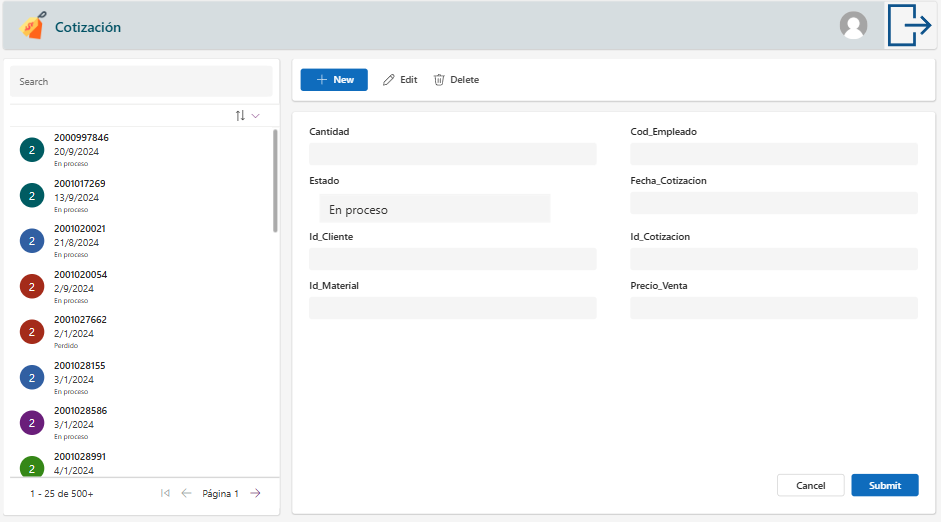 Cotización
Search
2
2000997846
20/9/2024
En proceso
2
2001017269
13/9/2024
En proceso
2
2001020021
21/8/2024
En proceso
2
2001020054
2/9/2024
En proceso
2
2001027662
2/1/2024
Perdido
2
2001028155
3/1/2024
En proceso
2
2001028586
3/1/2024
En proceso
2
2001028991
4/1/2024
1 - 25 de 500+
Página 1
New Edit Delete
Cantidad Cod_Empleado
Estado Fecha_Cotizacion
En proceso
Id_Cliente Id_Cotizacion
Id_Material Precio_Venta
Cancel Submit